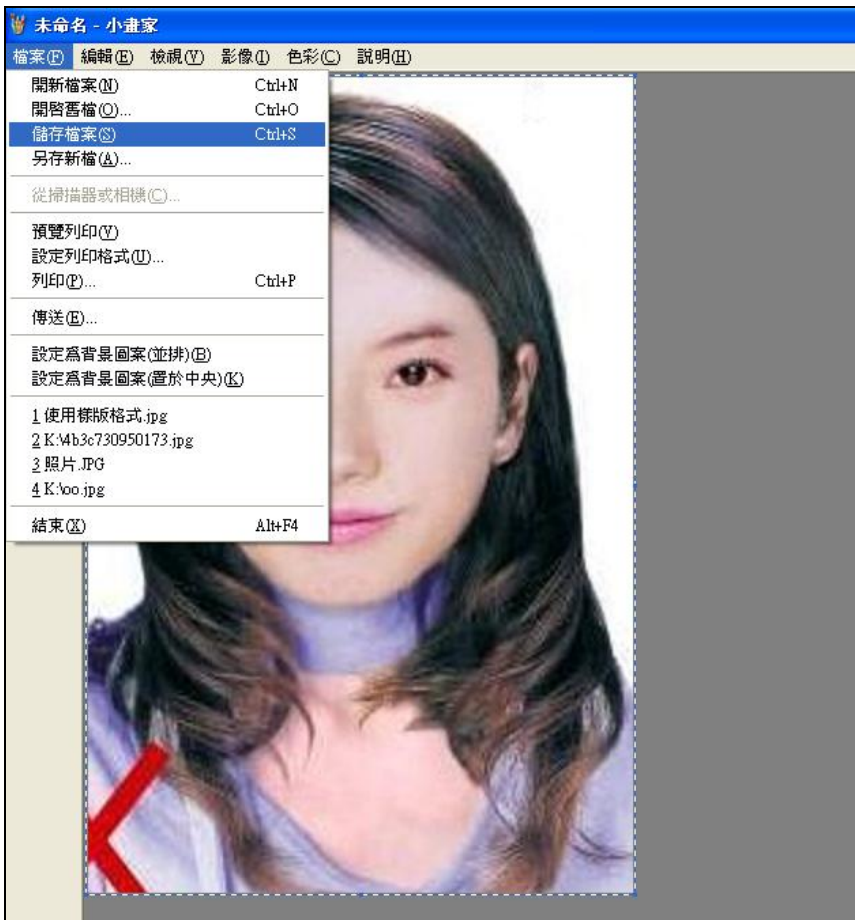 未命名 - 小畫家
檔案(F) 編輯(E) 檢視(V) 影像(I) 色彩(C) 說明(H)
開新檔案(N) Ctrl+N
開啓舊檔(O)... Ctrl+O
儲存檔案(S) Ctrl+S
另存新檔(A)...
從掃描器或相機(C)...
預覽列印(V)
設定列印格式(U)...
列印(P)... Ctrl+P
傳送(E)...
設定爲背景圖案(並排)(B)
設定爲背景圖案(置於中央)(K)
1 使用樣版格式.jpg
2 K:\4b3c730950173.jpg
3 照片.JPG
4 K:\oo.jpg
結束(X) Alt+F4